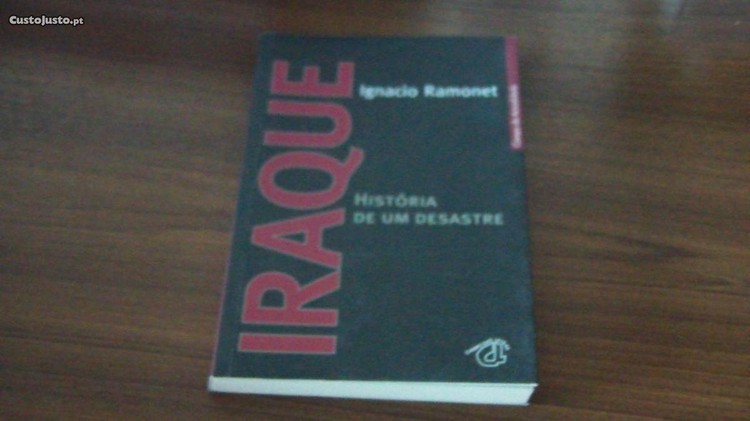 CustoJusto.pt
IRAQUE
Ignacio Ramonet
HISTÓRIA
DE UM DESASTRE